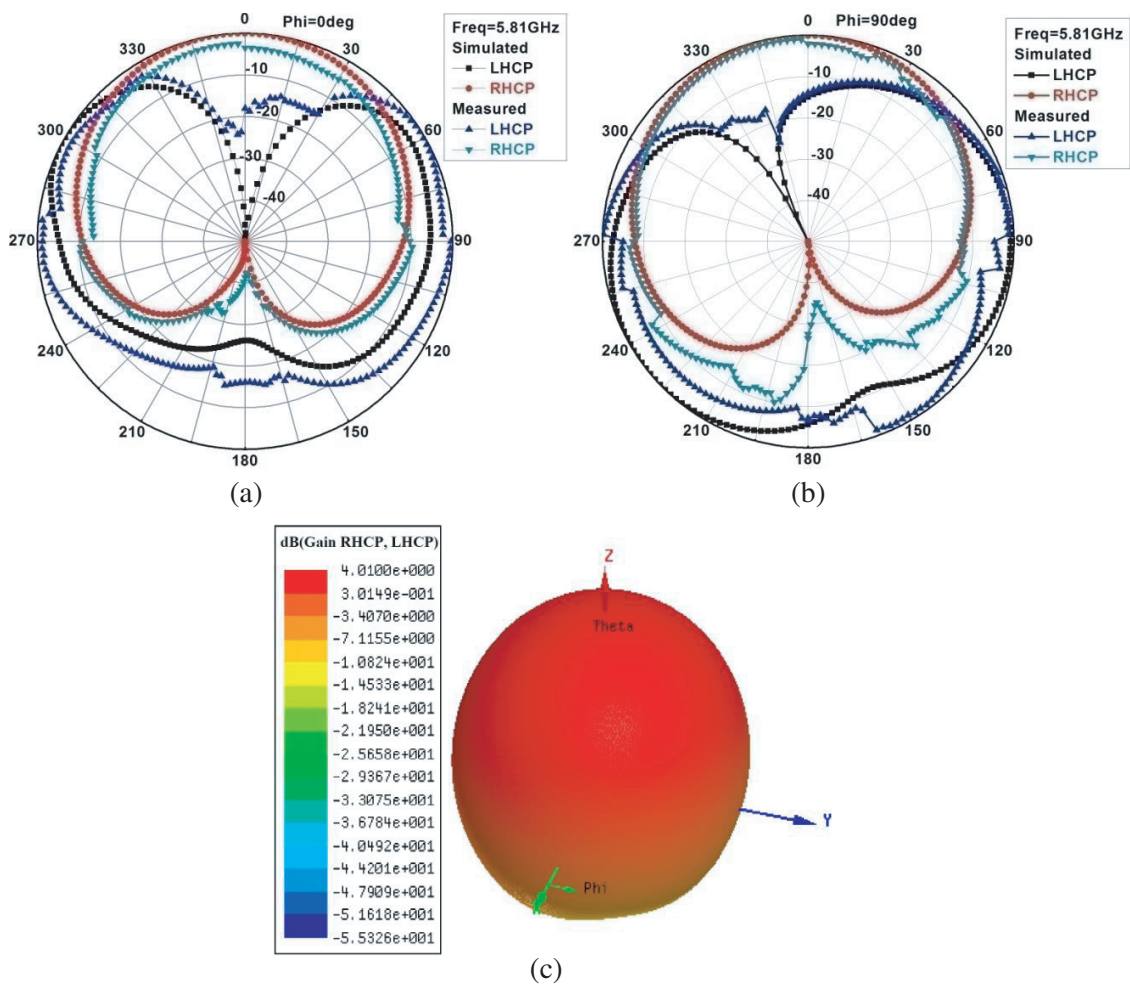 0
Phi=0deg
330
30
-10
300
60
-20
-30
-40
270
90
240
120
210
150
180
Freq=5.81GHz
Simulated
LHCP
RHCP
Measured
LHCP
RHCP
(a)
0
Phi=90deg
330
30
-10
300
60
-20
-30
-40
270
90
240
120
210
150
180
Freq=5.81GHz
Simulated
LHCP
RHCP
Measured
LHCP
RHCP
(b)
dB(Gain RHCP, LHCP)
4.0100e+000
3.0149e-001
-3.4070e+000
-7.1155e+000
-1.0824e+001
-1.4533e+001
-1.8241e+001
-2.1950e+001
-2.5658e+001
-2.9367e+001
-3.3075e+001
-3.6784e+001
-4.0492e+001
-4.4201e+001
-4.7909e+001
-5.1618e+001
-5.5326e+001
Z
Theta
Y
Phi
(c)